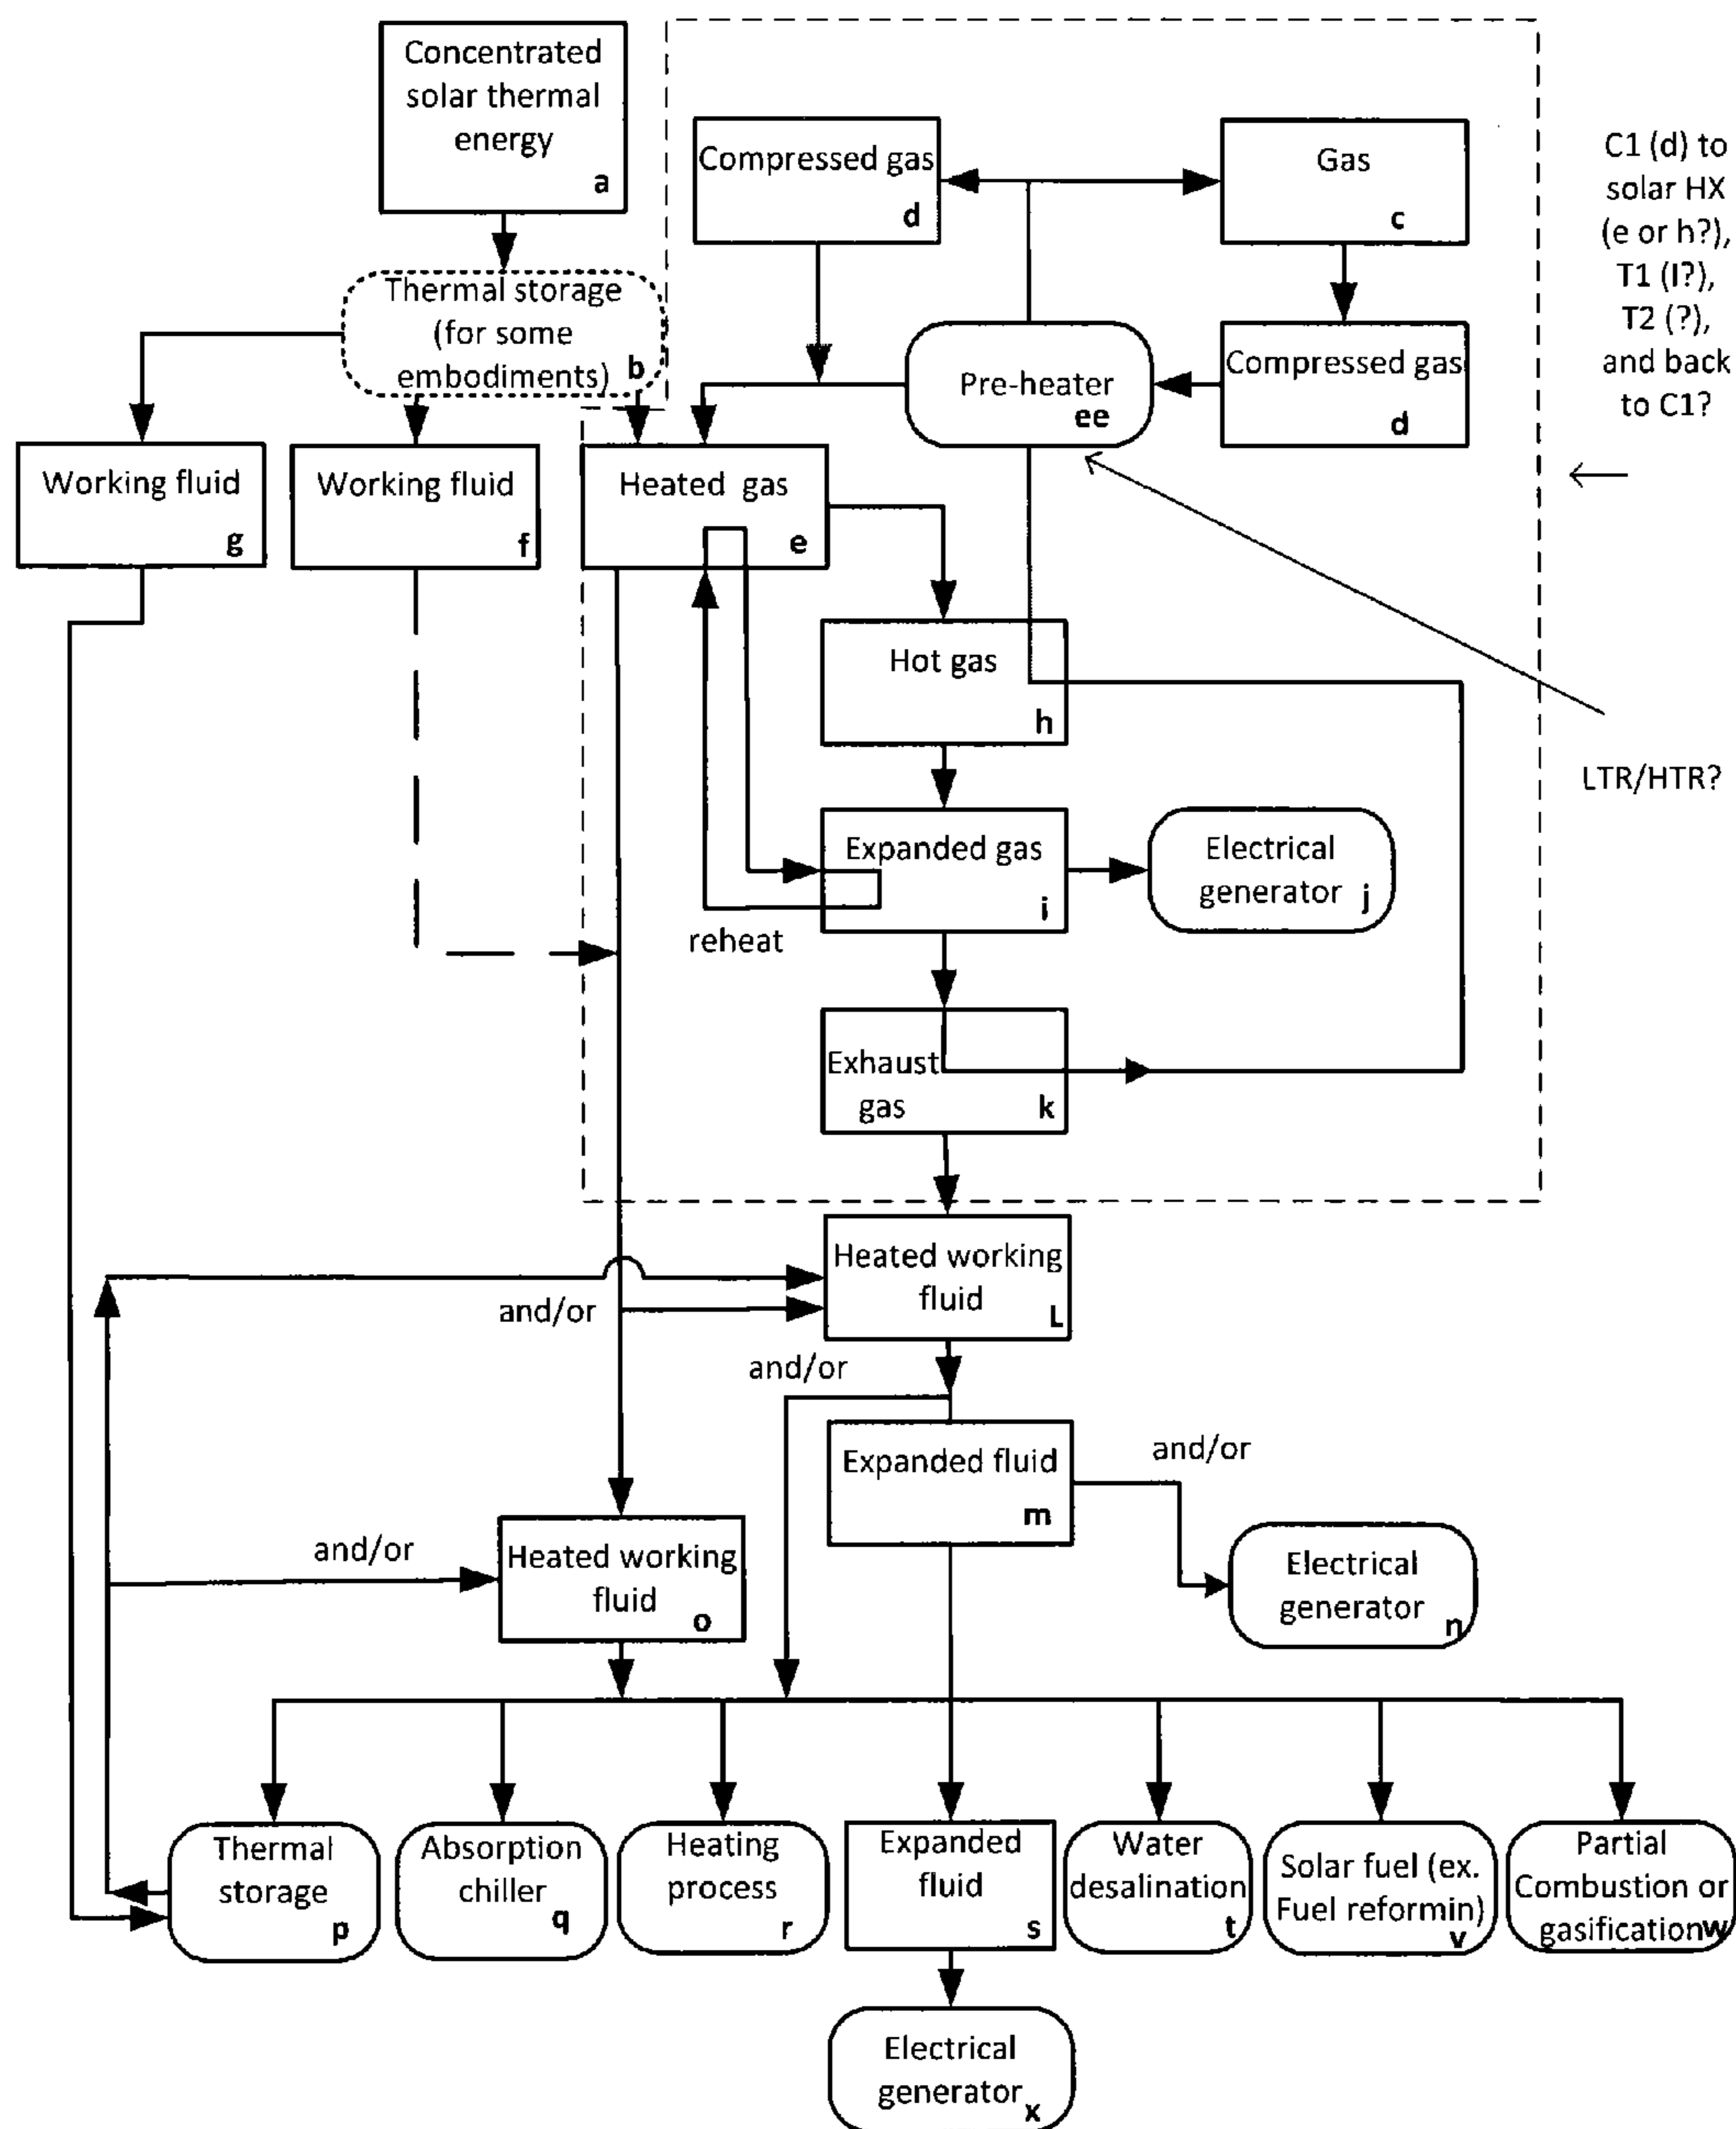 Concentrated
solar thermal
energy
a
Compressed gas
d
Gas
c
C1 (d) to
solar HX
(e or h?),
T1 (I?),
T2 (?),
and back
to C1?
Thermal storage
(for some
embodiments)
b
Pre-heater
ee
Compressed gas
d
Working fluid
g
Working fluid
f
Heated gas
e
Hot gas
h
LTR/HTR?
Expanded gas
i
Electrical
generator
j
reheat
Exhaust
gas
k
Heated working
fluid
L
and/or
and/or
Expanded fluid
m
and/or
and/or
Heated working
fluid
o
Electrical
generator
n
Thermal
storage
p
Absorption
chiller
q
Heating
process
r
Expanded
fluid
s
Water
desalination
t
Solar fuel (ex.
Fuel reformin)
v
Partial
Combustion or
gasification
w
Electrical
generator
x